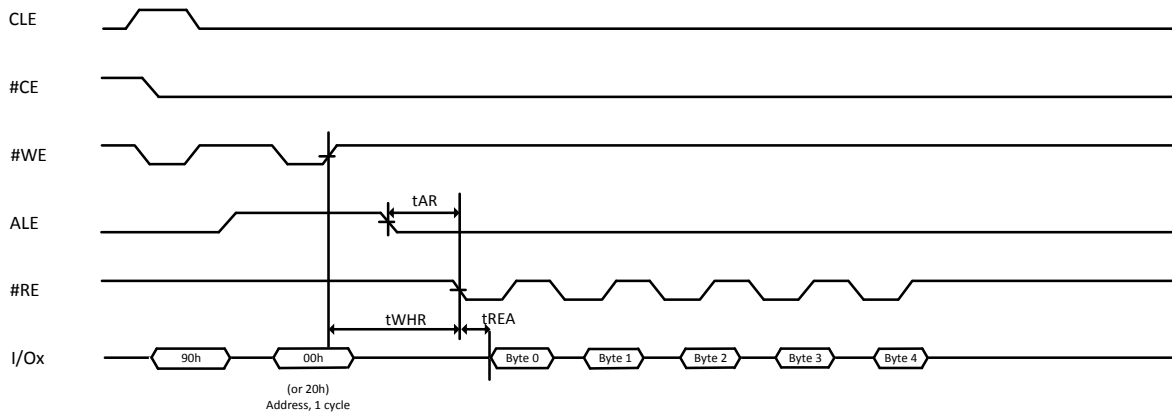 CLE
#CE
#WE
tAR
ALE
#RE
tWHR tREA
I/Ox 90h 00h Byte 0 Byte 1 Byte 2 Byte 3 Byte 4
(or 20h)
Address, 1 cycle